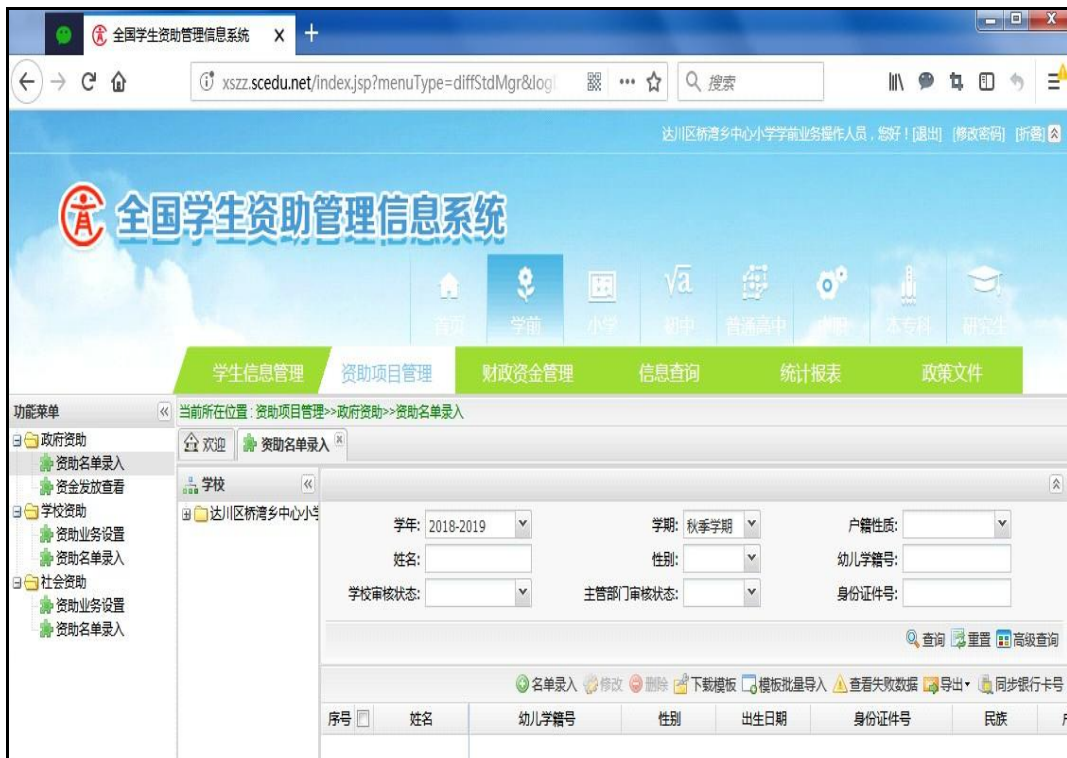 全国学生资助管理信息系统
xszz.scedu.net/index.jsp?menuType=diffStdMgr&log
搜索
达川区桥湾乡中心小学学前业务操作人员，您好！[退出] [修改密码] [折叠]
全国学生资助管理信息系统
首页 学前 小学 初中 普通高中 中职 本专科 研究生
学生信息管理 资助项目管理 财政资金管理 信息查询 统计报表 政策文件
功能菜单
当前所在位置:资助项目管理>>政府资助>>资助名单录入
政府资助
资助名单录入
资金发放查看
学校资助
资助业务设置
资助名单录入
社会资助
资助业务设置
资助名单录入
欢迎 资助名单录入
学校
达川区桥湾乡中心小学
学年: 2018-2019 学期: 秋季学期 户籍性质:
姓名: 性别: 幼儿学籍号:
学校审核状态: 主管部门审核状态: 身份证件号:
查询 重置 高级查询
名单录入 修改 删除 下载模板 模板批量导入 查看失败数据 导出 同步银行卡号
序号 姓名 幼儿学籍号 性别 出生日期 身份证件号 民族